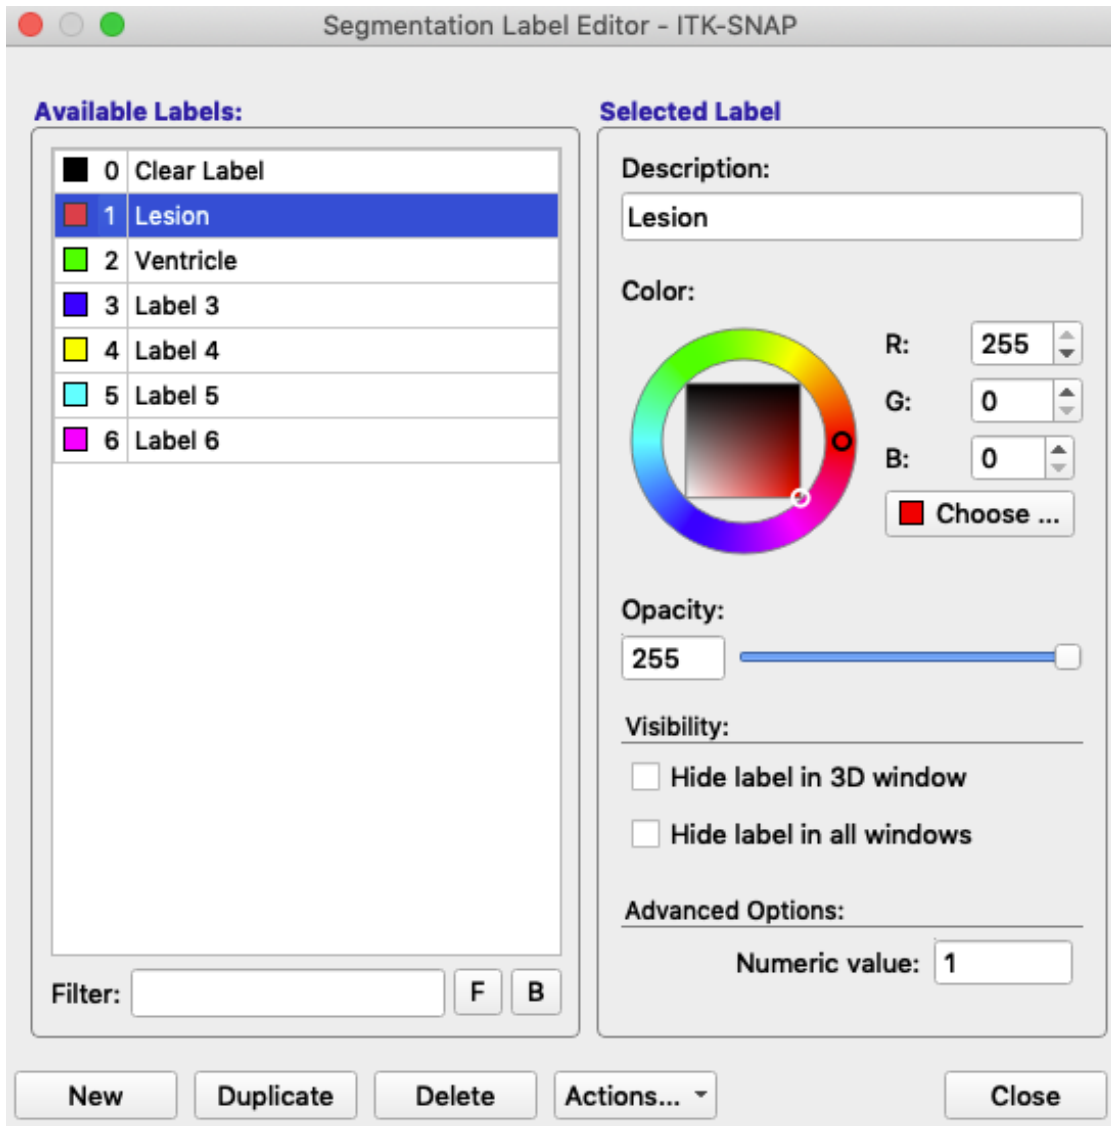 Segmentation Label Editor - ITK-SNAP
Available Labels:
0 Clear Label
1 Lesion
2 Ventricle
3 Label 3
4 Label 4
5 Label 5
6 Label 6
Filter:
F B
Selected Label
Description:
Lesion
Color:
R: 255
G: 0
B: 0
Choose ...
Opacity:
255
Visibility:
Hide label in 3D window
Hide label in all windows
Advanced Options:
Numeric value: 1
New Duplicate Delete Actions... Close